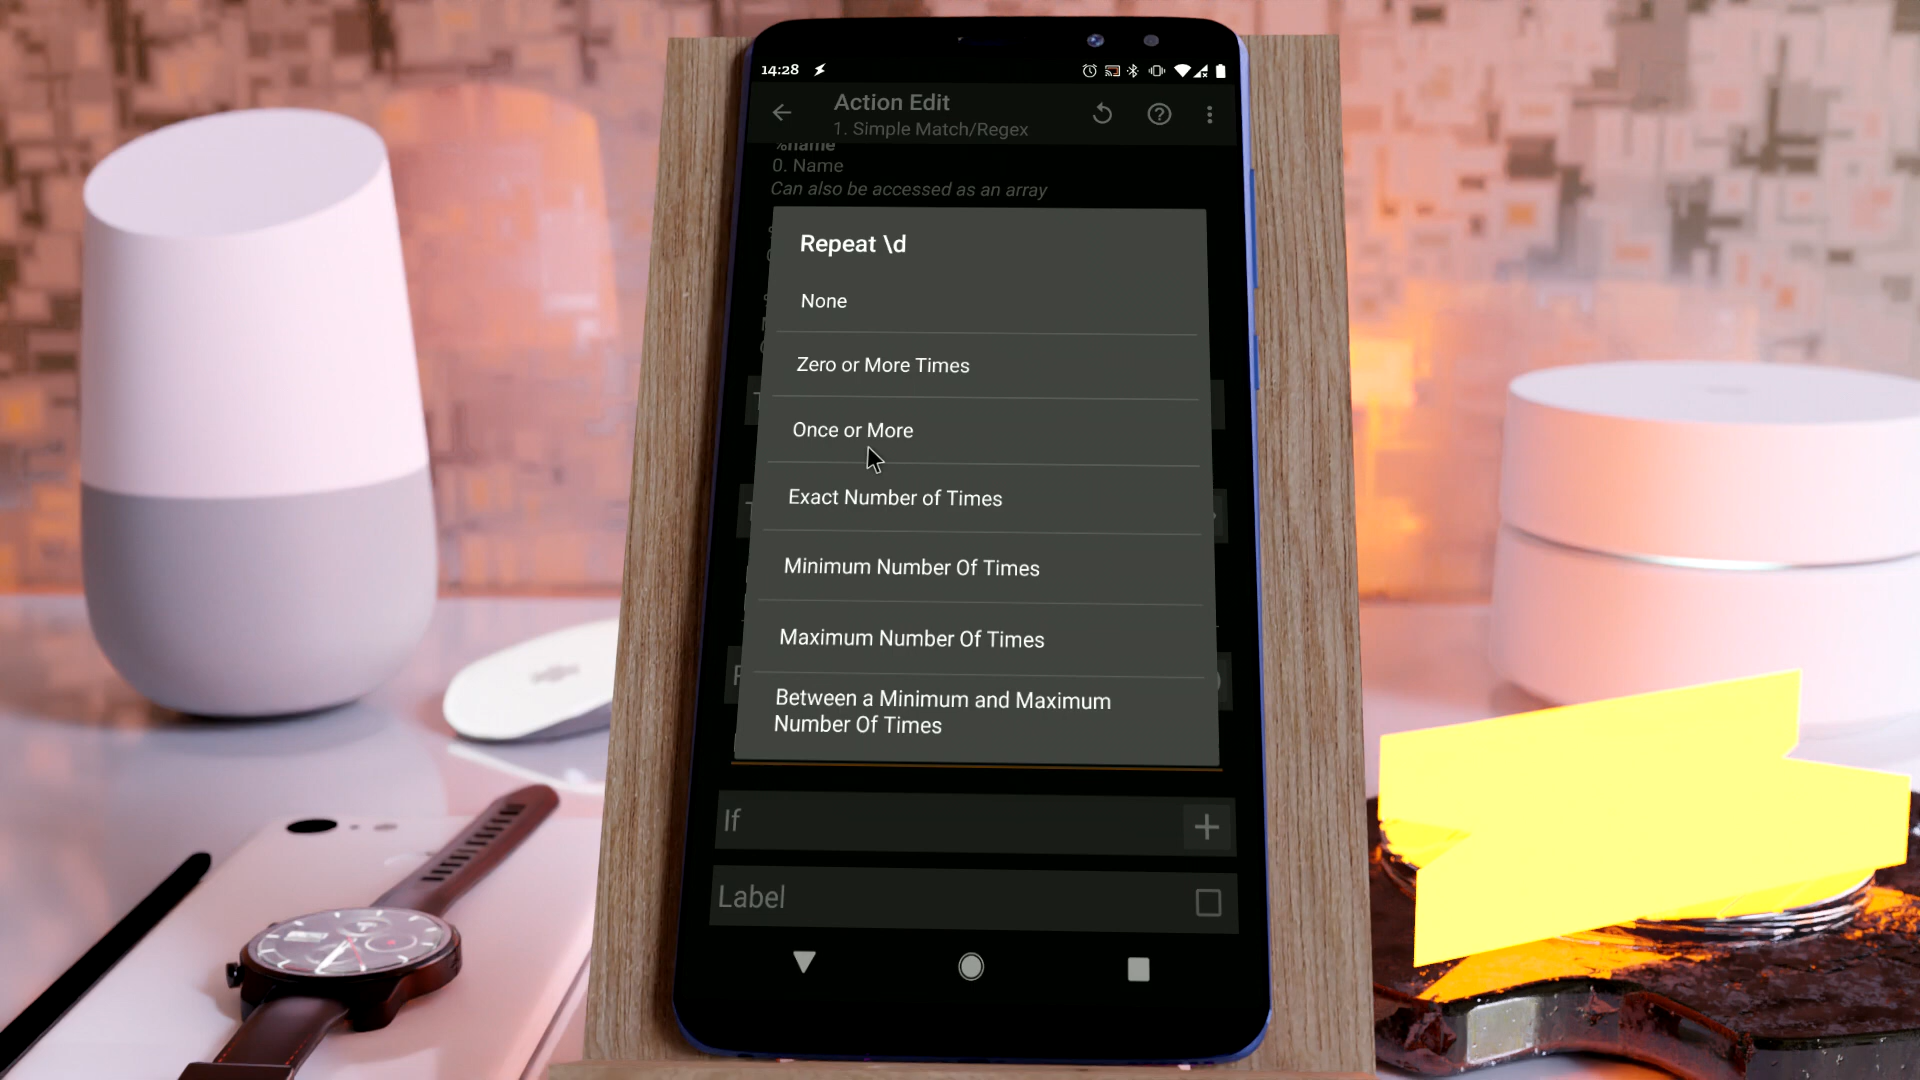 14:28
Action Edit
1. Simple Match/Regex
%name
0. Name
Can also be accessed as an array
Repeat \d
None
Zero or More Times
Once or More
Exact Number of Times
Minimum Number Of Times
Maximum Number Of Times
Between a Minimum and Maximum
Number Of Times
If
Label